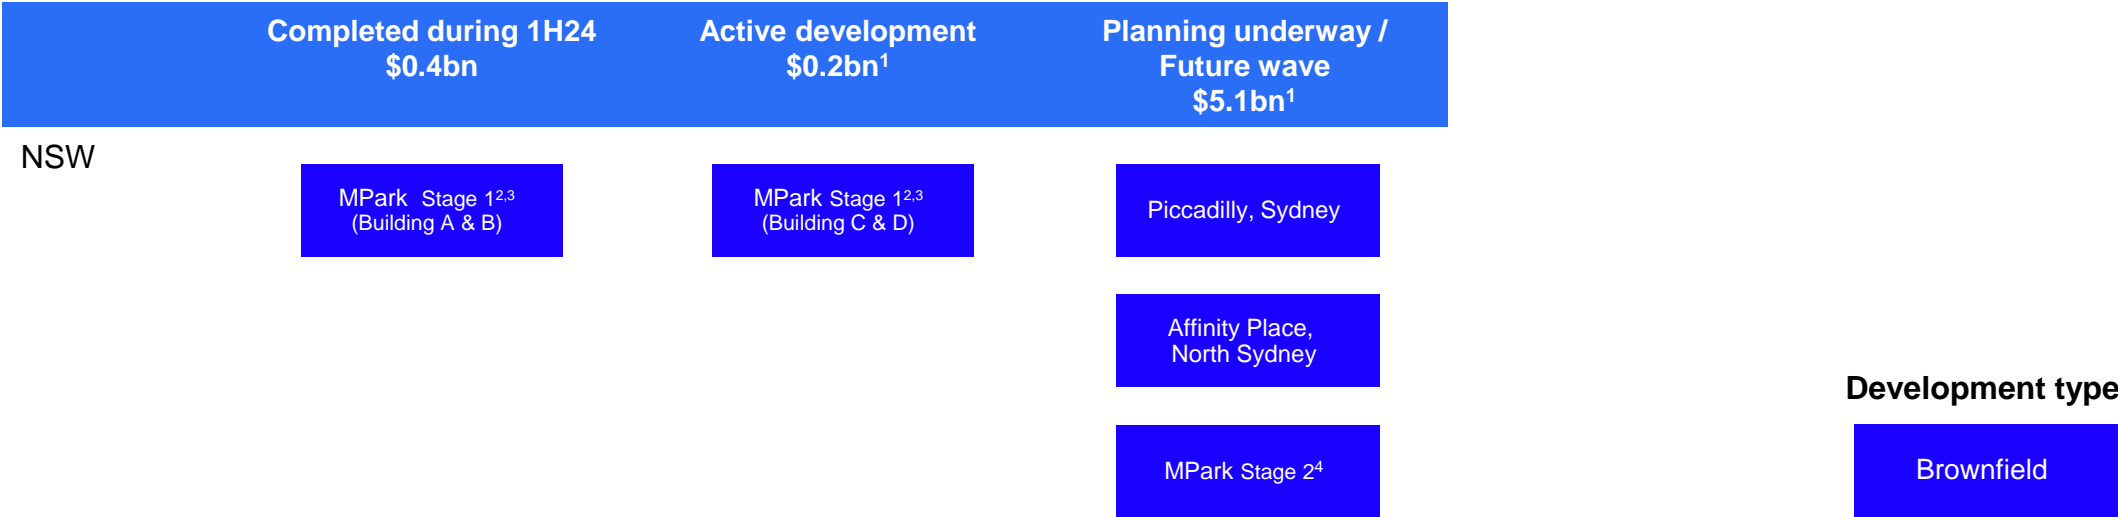 Completed during 1H24
$0.4bn
Active development
$0.2bn1
Planning underway /
Future wave
$5.1bn1
NSW
MPark Stage 12,3
(Building A & B)
MPark Stage 12,3
(Building C & D)
Piccadilly, Sydney
Affinity Place,
North Sydney
MPark Stage 24
Development type
Brownfield